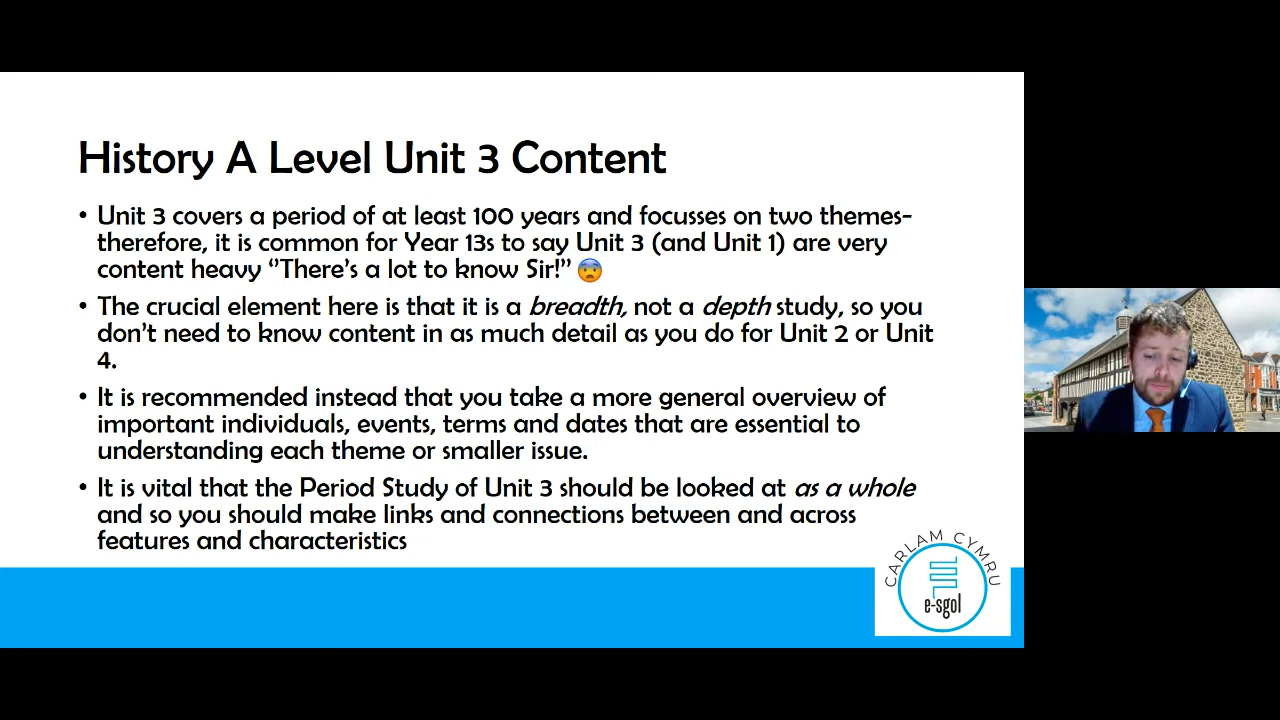 History A Level Unit 3 Content
• Unit 3 covers a period of at least 100 years and focusses on two themes-
therefore, it is common for Year 13s to say Unit 3 (and Unit 1) are very
content heavy “There’s a lot to know Sir!” 😨
• The crucial element here is that it is a breadth, not a depth study, so you
don’t need to know content in as much detail as you do for Unit 2 or Unit
4.
• It is recommended instead that you take a more general overview of
important individuals, events, terms and dates that are essential to
understanding each theme or smaller issue.
• It is vital that the Period Study of Unit 3 should be looked at as a whole
and so you should make links and connections between and across
features and characteristics
CARLAM CYMRU
e-sgol